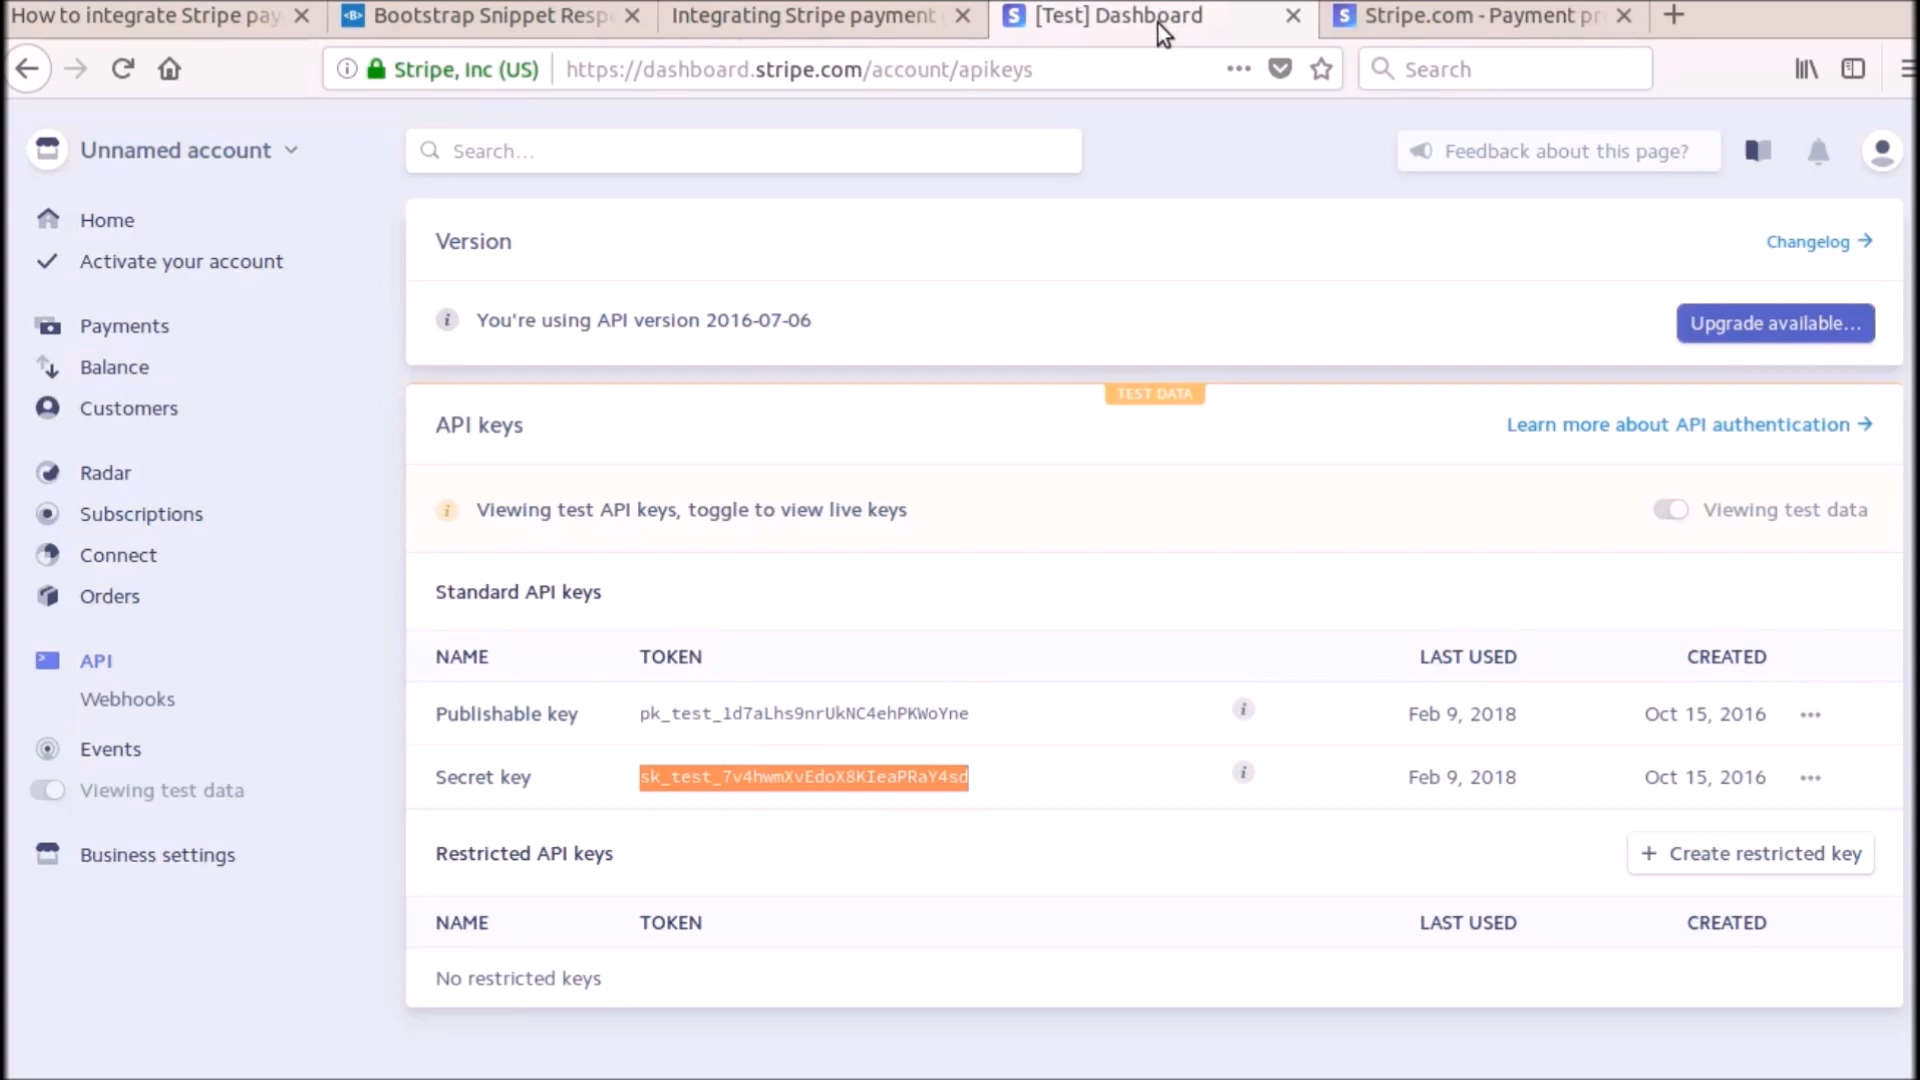 How to integrate Stripe pay
Bootstrap Snippet Resp
Integrating Stripe payment
[Test] Dashboard
Stripe.com - Payment pr
Stripe, Inc (US)
https://dashboard.stripe.com/account/apikeys
Search
Unnamed account
Search...
Feedback about this page?
Home
Activate your account
Payments
Balance
Customers
Radar
Subscriptions
Connect
Orders
API
Webhooks
Events
Viewing test data
Business settings
Version
Changelog
You're using API version 2016-07-06
Upgrade available...
TEST DATA
API keys
Learn more about API authentication
Viewing test API keys, toggle to view live keys
Viewing test data
Standard API keys
NAME TOKEN LAST USED CREATED
Publishable key pk_test_1d7aLhs9nrUkNC4ehPKWoYne Feb 9, 2018 Oct 15, 2016
Secret key sk_test_7v4hwmXvEdoX8KIeaPRaY4sd Feb 9, 2018 Oct 15, 2016
Restricted API keys
+ Create restricted key
NAME TOKEN LAST USED CREATED
No restricted keys